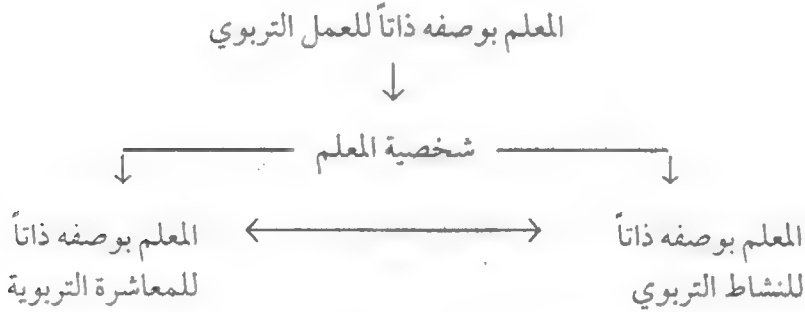 المعلم بوصفه ذاتاً للعمل التربوي
شخصية المعلم
المعلم بوصفه ذاتاً
للنشاط التربوي
المعلم بوصفه ذاتاً
للمعاشرة التربوية